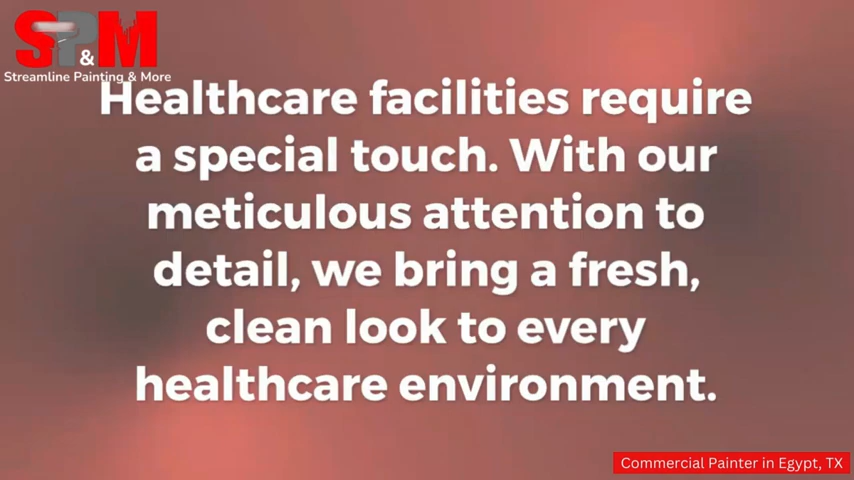 SP&M
Streamline Painting & More
Healthcare facilities require
a special touch. With our
meticulous attention to
detail, we bring a fresh,
clean look to every
healthcare environment.
Commercial Painter in Egypt, TX